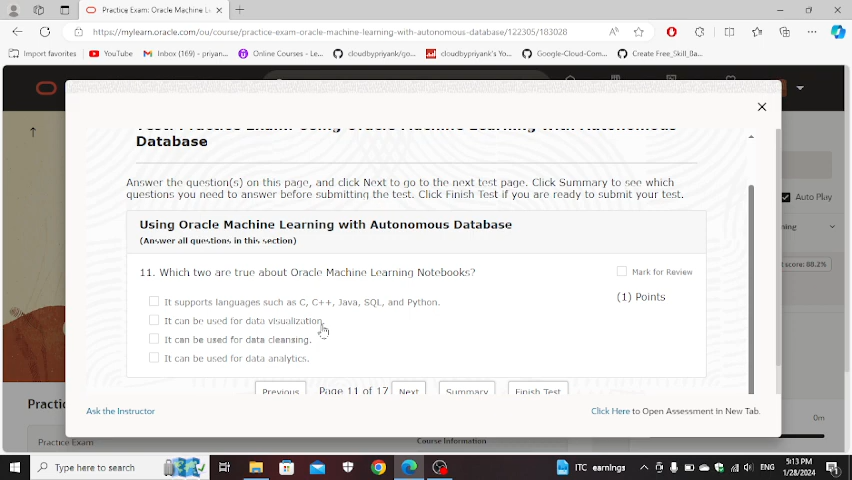 Practice Exam: Oracle Machine L
https://mylearn.oracle.com/ou/course/practice-exam-oracle-machine-learning-with-autonomous-database/122305/183028
Import favorites
YouTube
Inbox (169) - priyan...
Online Courses - Le...
cloudbypriyank/go...
cloudbypriyank's Yo...
Google-Cloud-Com...
Create Free_Skill_0a...
Database
Answer the question(s) on this page, and click Next to go to the next test page. Click Summary to see which
questions you need to answer before submitting the test. Click Finish Test if you are ready to submit your test.
Auto Play
Using Oracle Machine Learning with Autonomous Database
(Answer all questions in this section)
score: 88.2%
11. Which two are true about Oracle Machine Learning Notebooks?
Mark for Review
(1) Points
It supports languages such as C, C++, Java, SQL, and Python.
It can be used for data visualization.
It can be used for data cleansing.
It can be used for data analytics.
Previous
Page 11 of 17
Next
Summary
Finish Test
Practic
Ask the Instructor
Click Here to Open Assessment In New Tab.
0m
Practice Exam
Course Information
Type here to search
ITC earnings
ENG
5:13 PM
1/28/2024